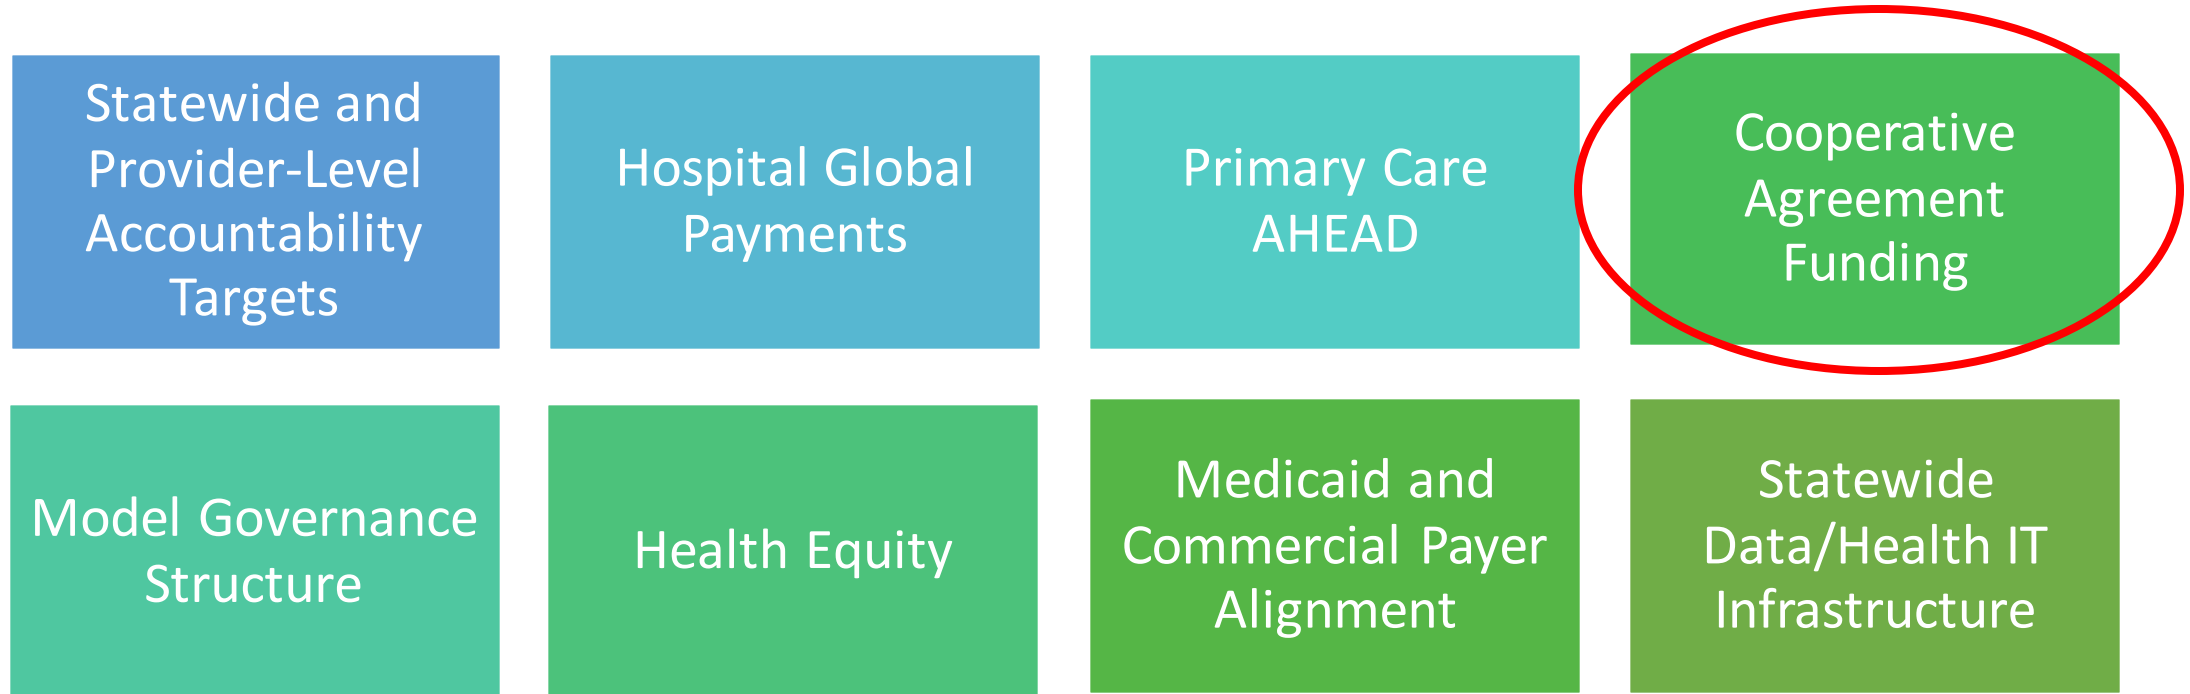 Statewide and
Provider-Level
Accountability
Targets
Hospital Global
Payments
Primary Care
AHEAD
Cooperative
Agreement
Funding
Model Governance
Structure
Health Equity
Medicaid and
Commercial Payer
Alignment
Statewide
Data/Health IT
Infrastructure